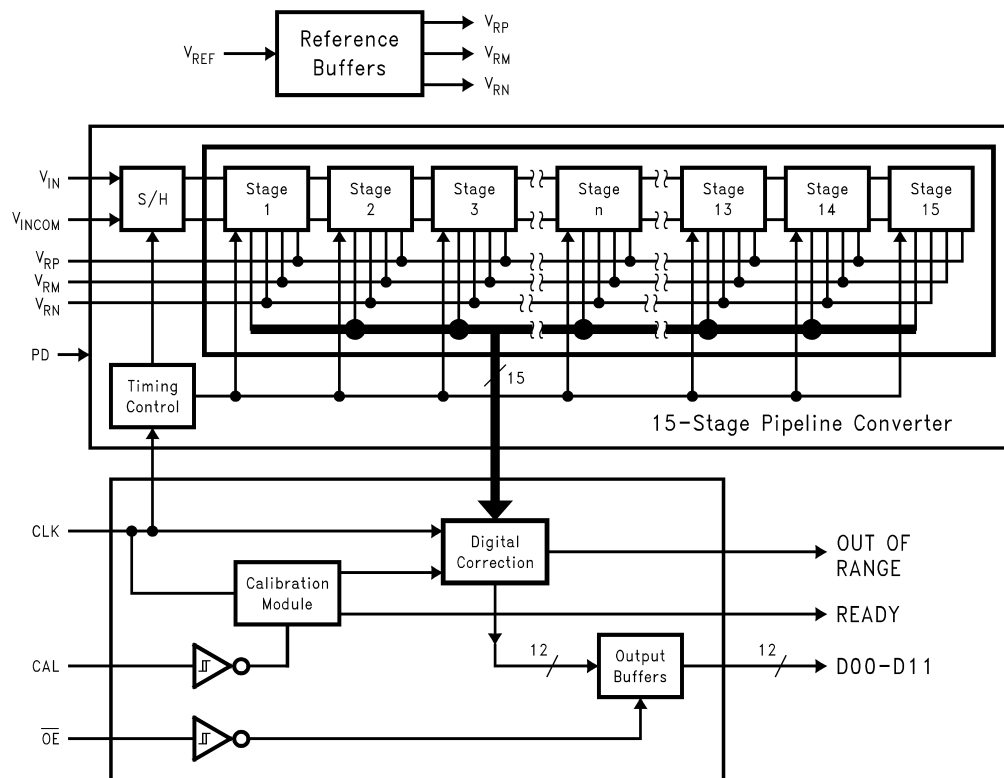 V_REF
Reference
Buffers
V_RP
V_RM
V_RN
V_IN
V_INCOM
V_RP
V_RM
V_RN
PD
S/H
Stage
1
Stage
2
Stage
3
Stage
n
Stage
13
Stage
14
Stage
15
Timing
Control
15
15-Stage Pipeline Converter
CLK
Digital
Correction
OUT OF
RANGE
Calibration
Module
READY
CAL
12
Output
Buffers
12
D00-D11
O̅E̅